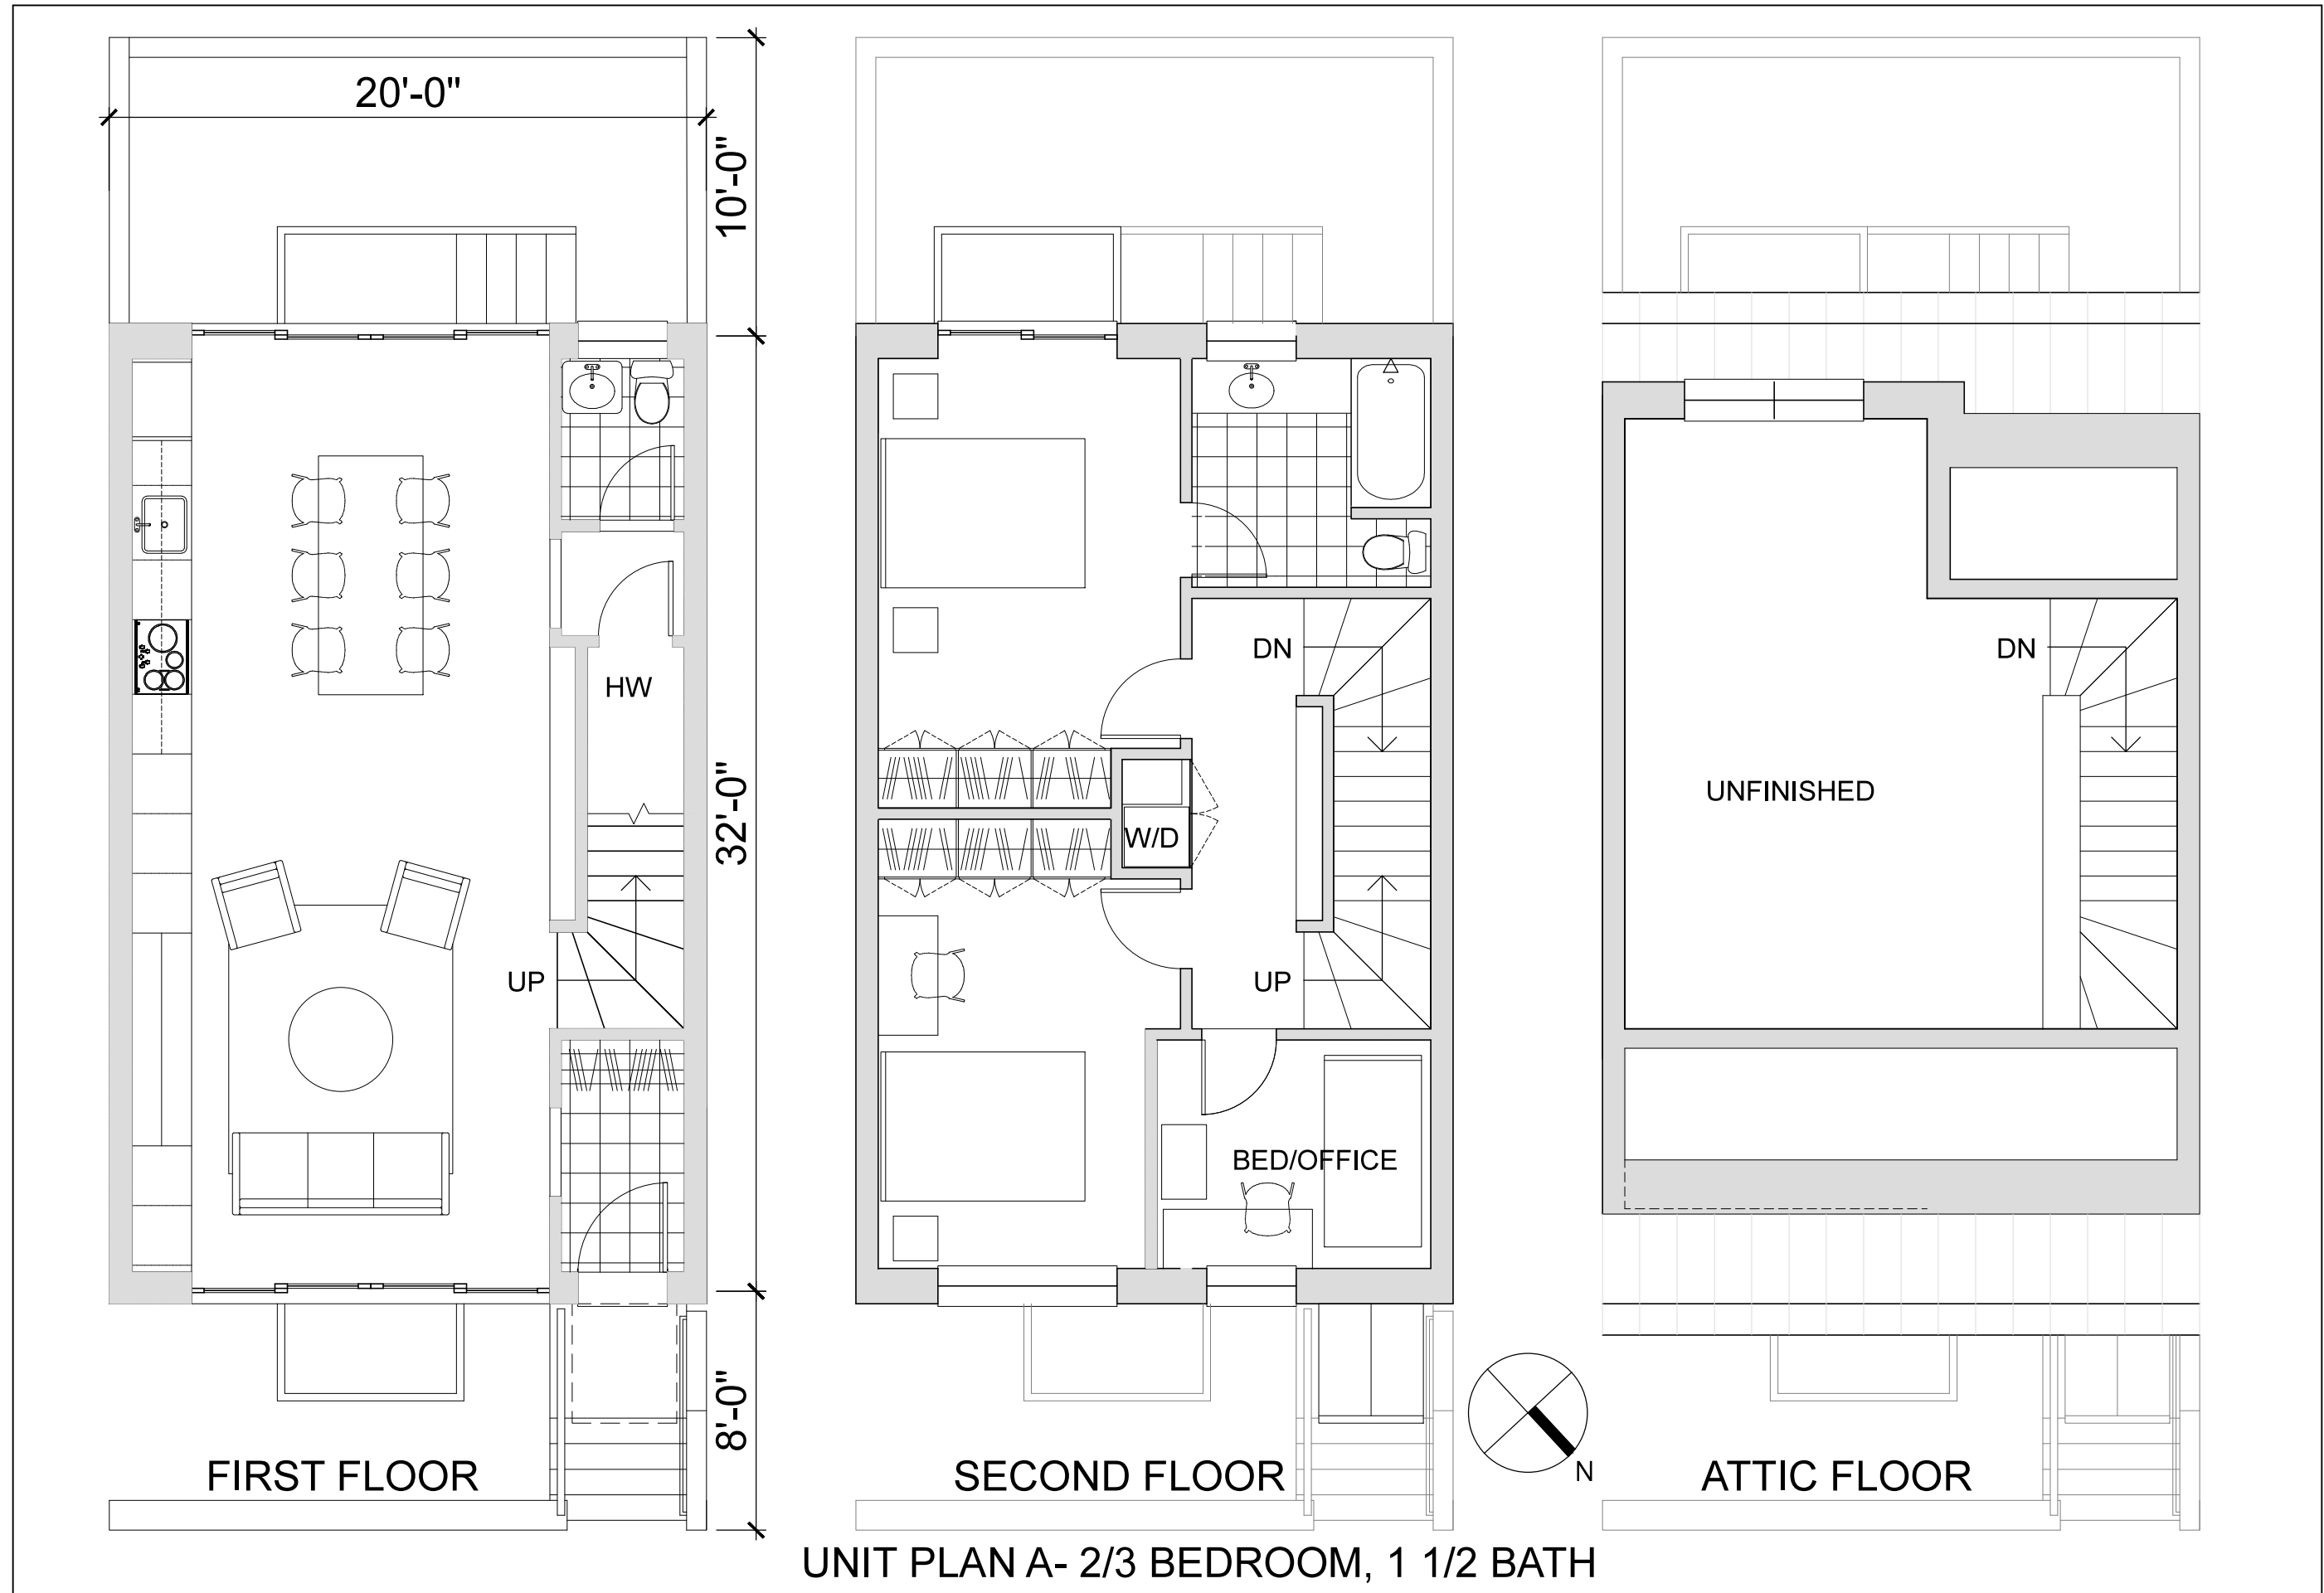 20'-0"
10'-0"
32'-0"
8'-0"
HW
UP
FIRST FLOOR
DN
W/D
UP
BED/OFFICE
SECOND FLOOR
N
DN
UNFINISHED
ATTIC FLOOR
UNIT PLAN A- 2/3 BEDROOM, 1 1/2 BATH